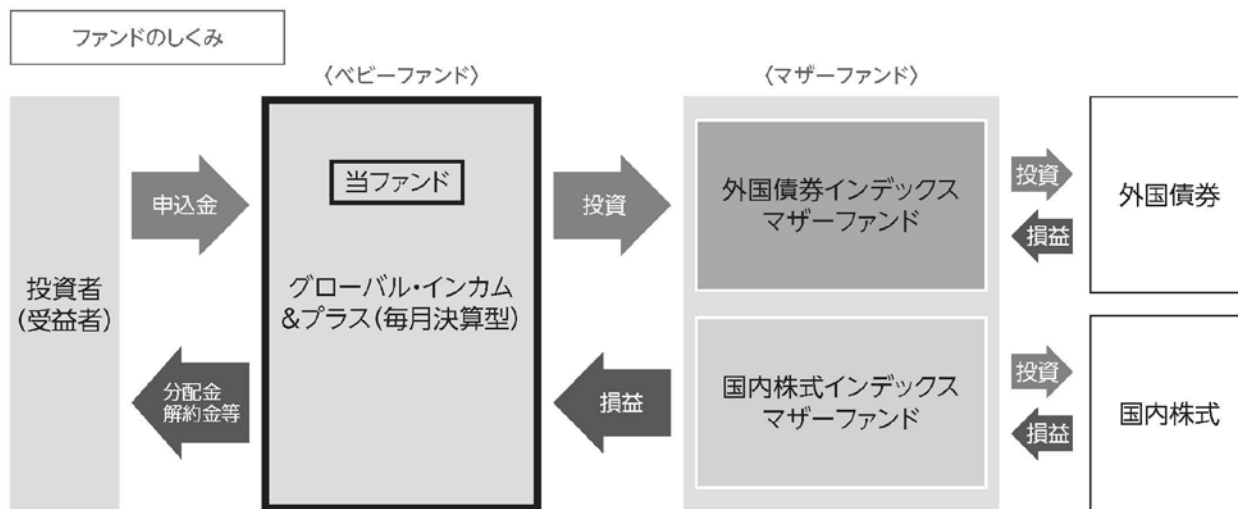 ファンドのしくみ
〈ベビーファンド〉
〈マザーファンド〉
投資者
(受益者)
申込金
分配金
解約金等
当ファンド
グローバル・インカム
&プラス(毎月決算型)
投資
損益
外国債券インデックス
マザーファンド
国内株式インデックス
マザーファンド
投資
損益
外国債券
投資
損益
国内株式